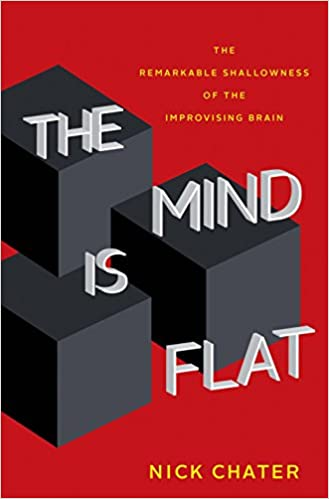 THE
REMARKABLE SHALLOWNESS
OF THE
IMPROVISING BRAIN
THE
MIND
IS
FLAT
NICK CHATER